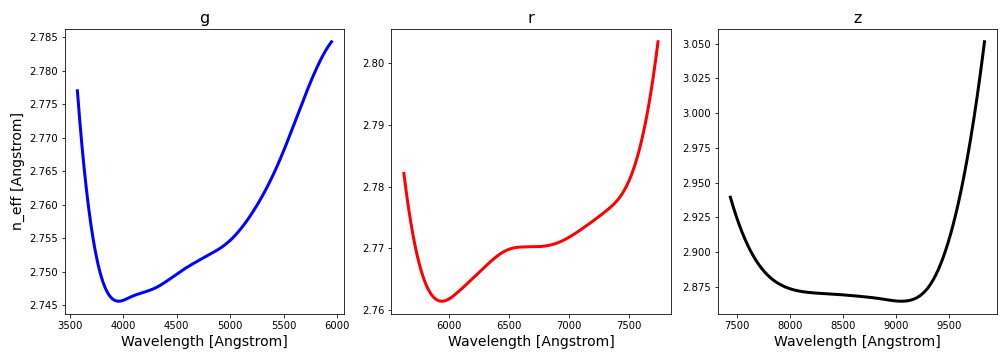 g
2.785
2.780
2.775
2.770
2.765
2.760
2.755
2.750
2.745
n_eff [Angstrom]
3500 4000 4500 5000 5500 6000
Wavelength [Angstrom]
r
2.80
2.79
2.78
2.77
2.76
6000 6500 7000 7500
Wavelength [Angstrom]
z
3.050
3.025
3.000
2.975
2.950
2.925
2.900
2.875
7500 8000 8500 9000 9500
Wavelength [Angstrom]